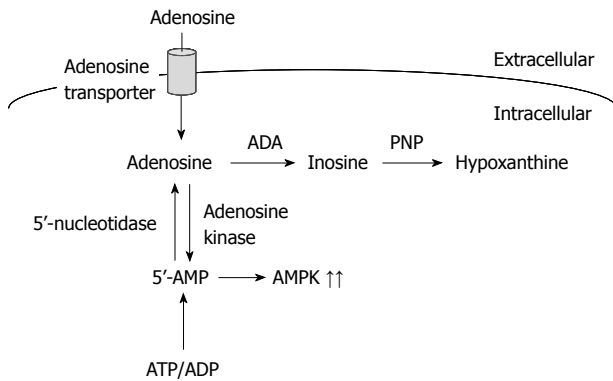 Adenosine
Extracellular
Adenosine
transporter
Intracellular
ADA
PNP
Adenosine
Inosine
Hypoxanthine
5′-nucleotidase
Adenosine
kinase
5′-AMP
AMPK ↑↑
ATP/ADP